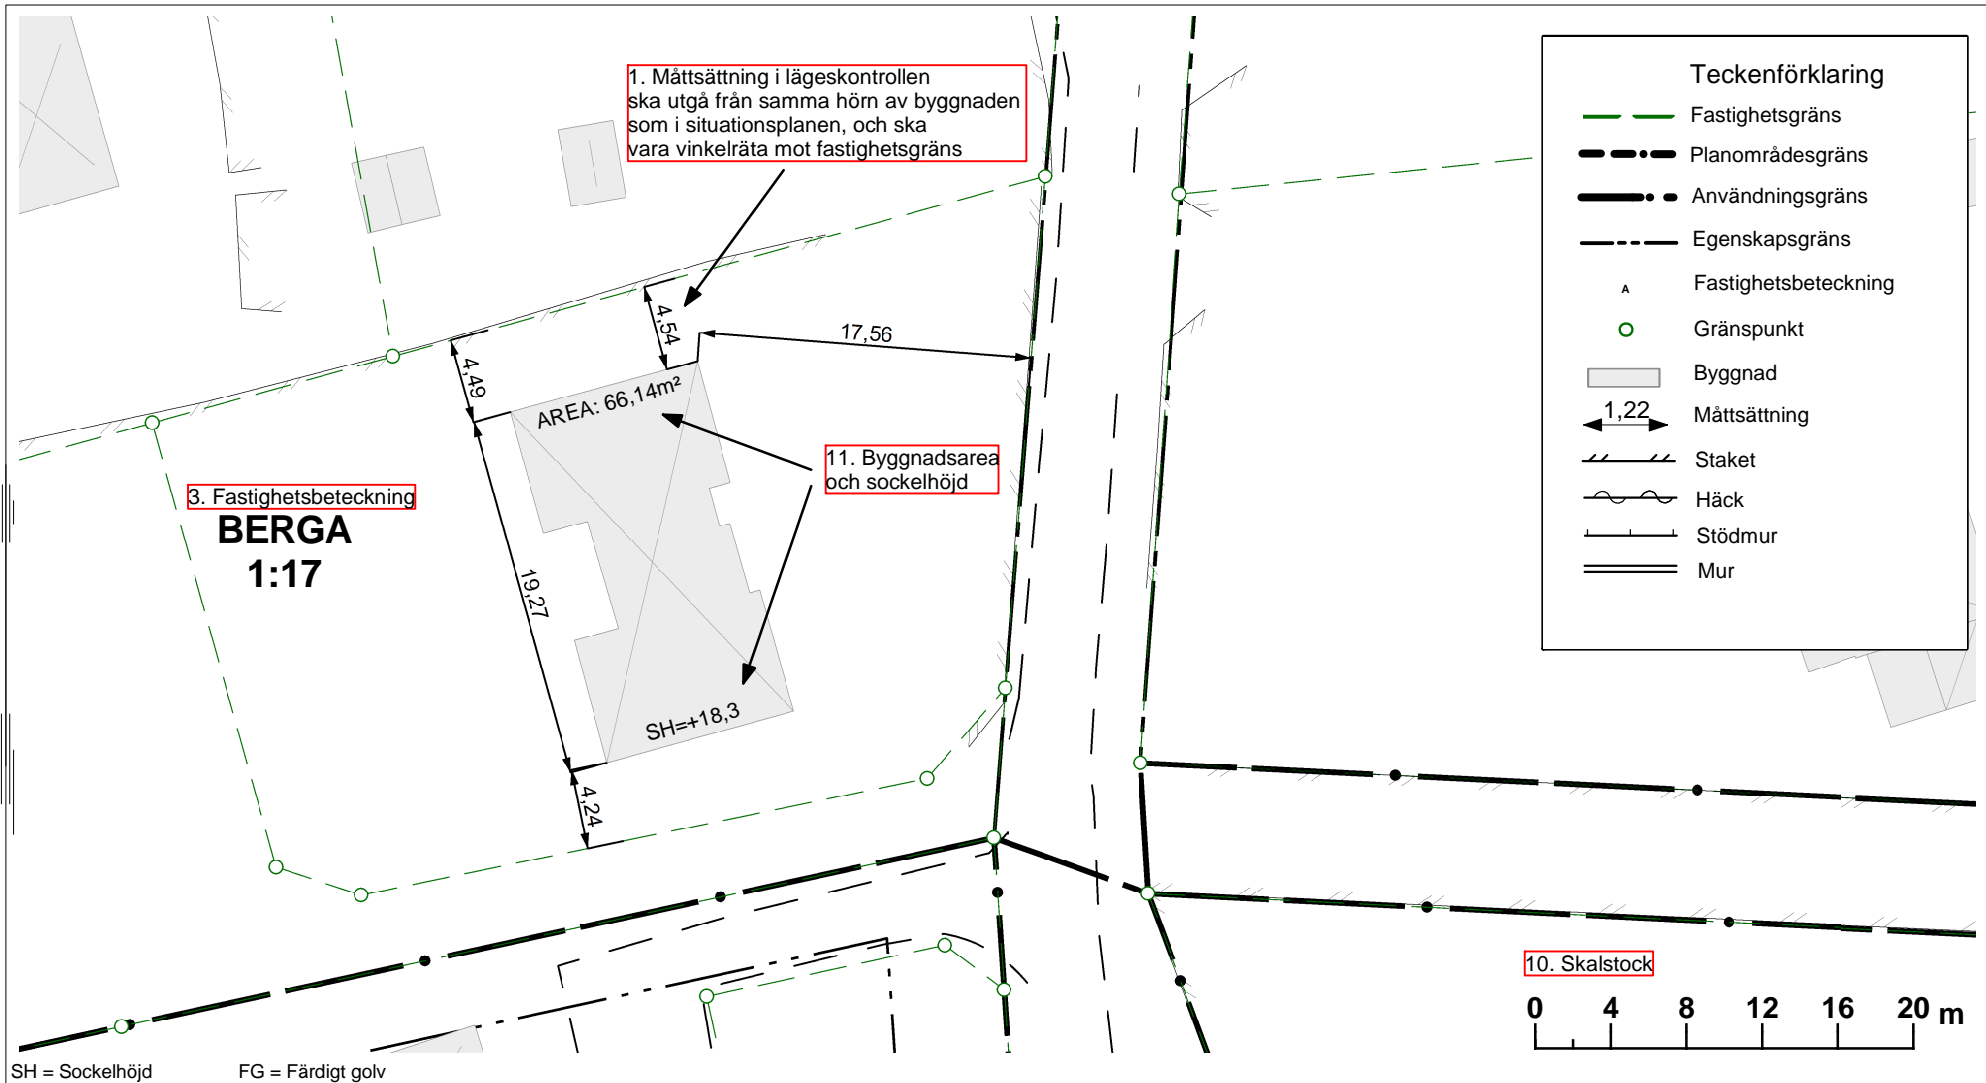 1. Måttsättning i lägeskontrollen
ska utgå från samma hörn av byggnaden
som i situationsplanen, och ska
vara vinkelräta mot fastighetsgräns
4,54
17,56
4,49
AREA: 66,14m²
11. Byggnadsarea
och sockelhöjd
3. Fastighetsbeteckning
BERGA
1:17
19,27
SH=+18,3
4,24
Teckenförklaring
Fastighetsgräns
Planområdesgräns
Användningsgräns
Egenskapsgräns
A Fastighetsbeteckning
Gränspunkt
Byggnad
1,22 Måttsättning
Staket
Häck
Stödmur
Mur
10. Skalstock
0 4 8 12 16 20 m
SH = Sockelhöjd FG = Färdigt golv